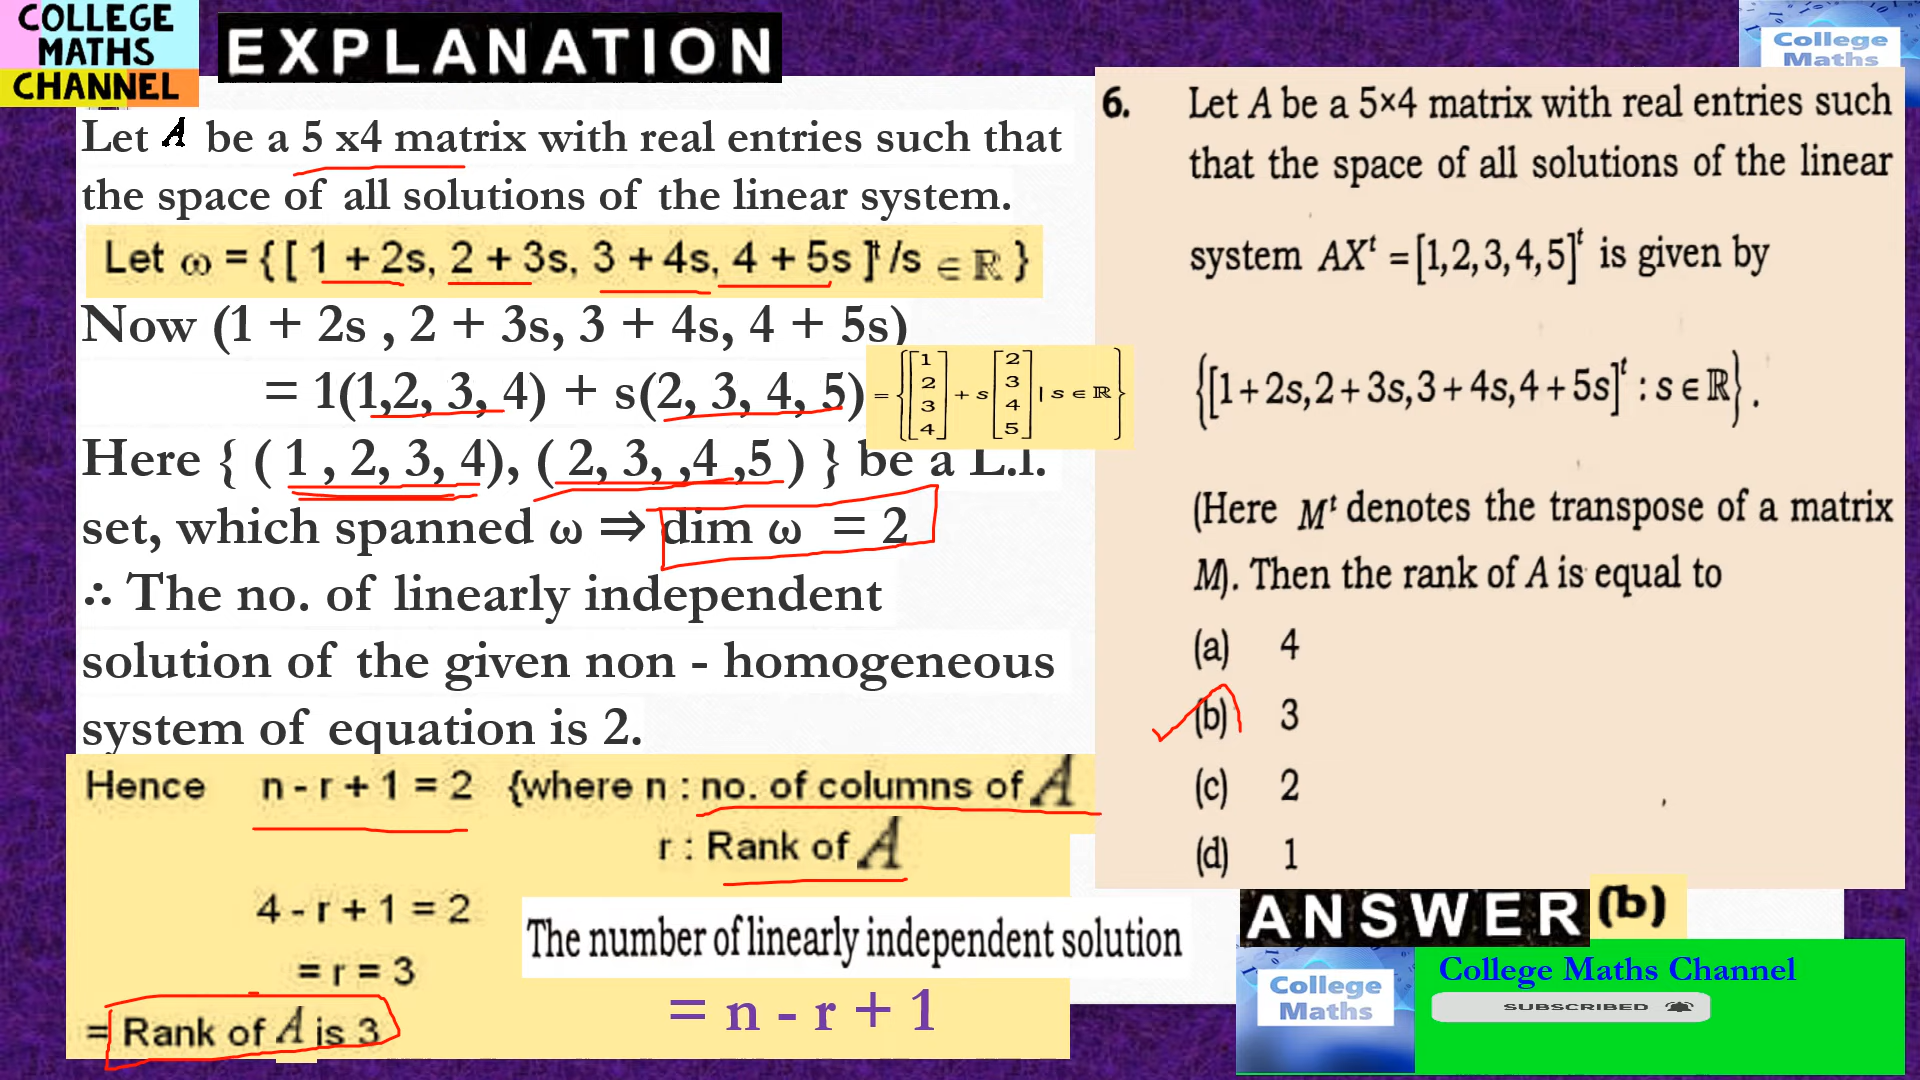 COLLEGE
MATHS
CHANNEL
EXPLANATION
Let A be a 5 x4 matrix with real entries such that
the space of all solutions of the linear system.
Let ω = { [ 1 + 2s, 2 + 3s, 3 + 4s, 4 + 5s ]ᵗ /s ∈ ℝ }
Now (1 + 2s , 2 + 3s, 3 + 4s, 4 + 5s)
= 1(1,2, 3, 4) + s(2, 3, 4, 5)
= { [1 2 3 4] + s [2 3 4 5] | s ∈ ℝ }
Here { ( 1 , 2, 3, 4), ( 2, 3, ,4 ,5 ) } be a L.I.
set, which spanned ω ⇒ dim ω = 2
∴ The no. of linearly independent
solution of the given non - homogeneous
system of equation is 2.
Hence n - r + 1 = 2 {where n : no. of columns of A
r : Rank of A
4 - r + 1 = 2
= r = 3
= Rank of A is 3
The number of linearly independent solution
= n - r + 1
College
Maths
6. Let A be a 5×4 matrix with real entries such
that the space of all solutions of the linear
system AXᵗ = [1,2,3,4,5]ᵗ is given by
{[1+2s,2+3s,3+4s,4+5s]ᵗ : s∈ℝ}.
(Here Mᵗ denotes the transpose of a matrix
M). Then the rank of A is equal to
(a) 4
(b) 3
(c) 2
(d) 1
ANSWER (b)
College
Maths
College Maths Channel
SUBSCRIBED